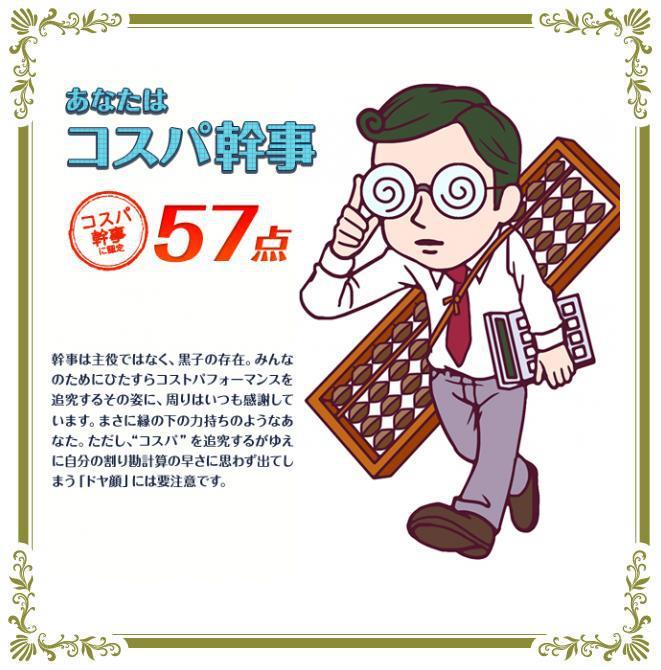 あなたは
コスパ幹事
コスパ
幹事
に認定
57点
幹事は主役ではなく、黒子の存在。みんな
のためにひたすらコストパフォーマンスを
追究するその姿に、周りはいつも感謝して
います。まさに縁の下の力持ちのようなあ
なた。ただし、“コスパ” を追究するがゆえ
に自分の割り勘計算の早さに思わず出てし
まう「ドヤ顔」には要注意です。